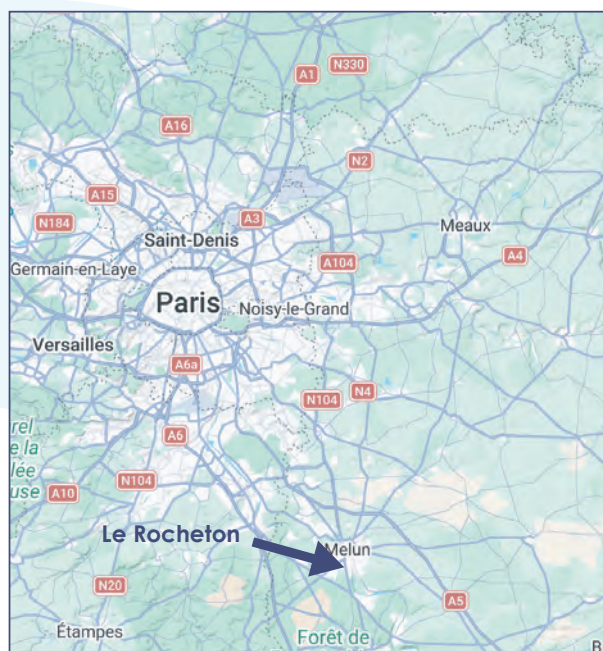 A1
N330
A16
N2
A15
A3
N184
Saint-Denis
Meaux
A104
A4
Germain-en-Laye
Paris
Noisy-le-Grand
Versailles
A6a
N4
N104
A6
rel
e la
lée
use
A10
N104
Le Rocheton
Melun
N20
A5
Étampes
Forêt de
B